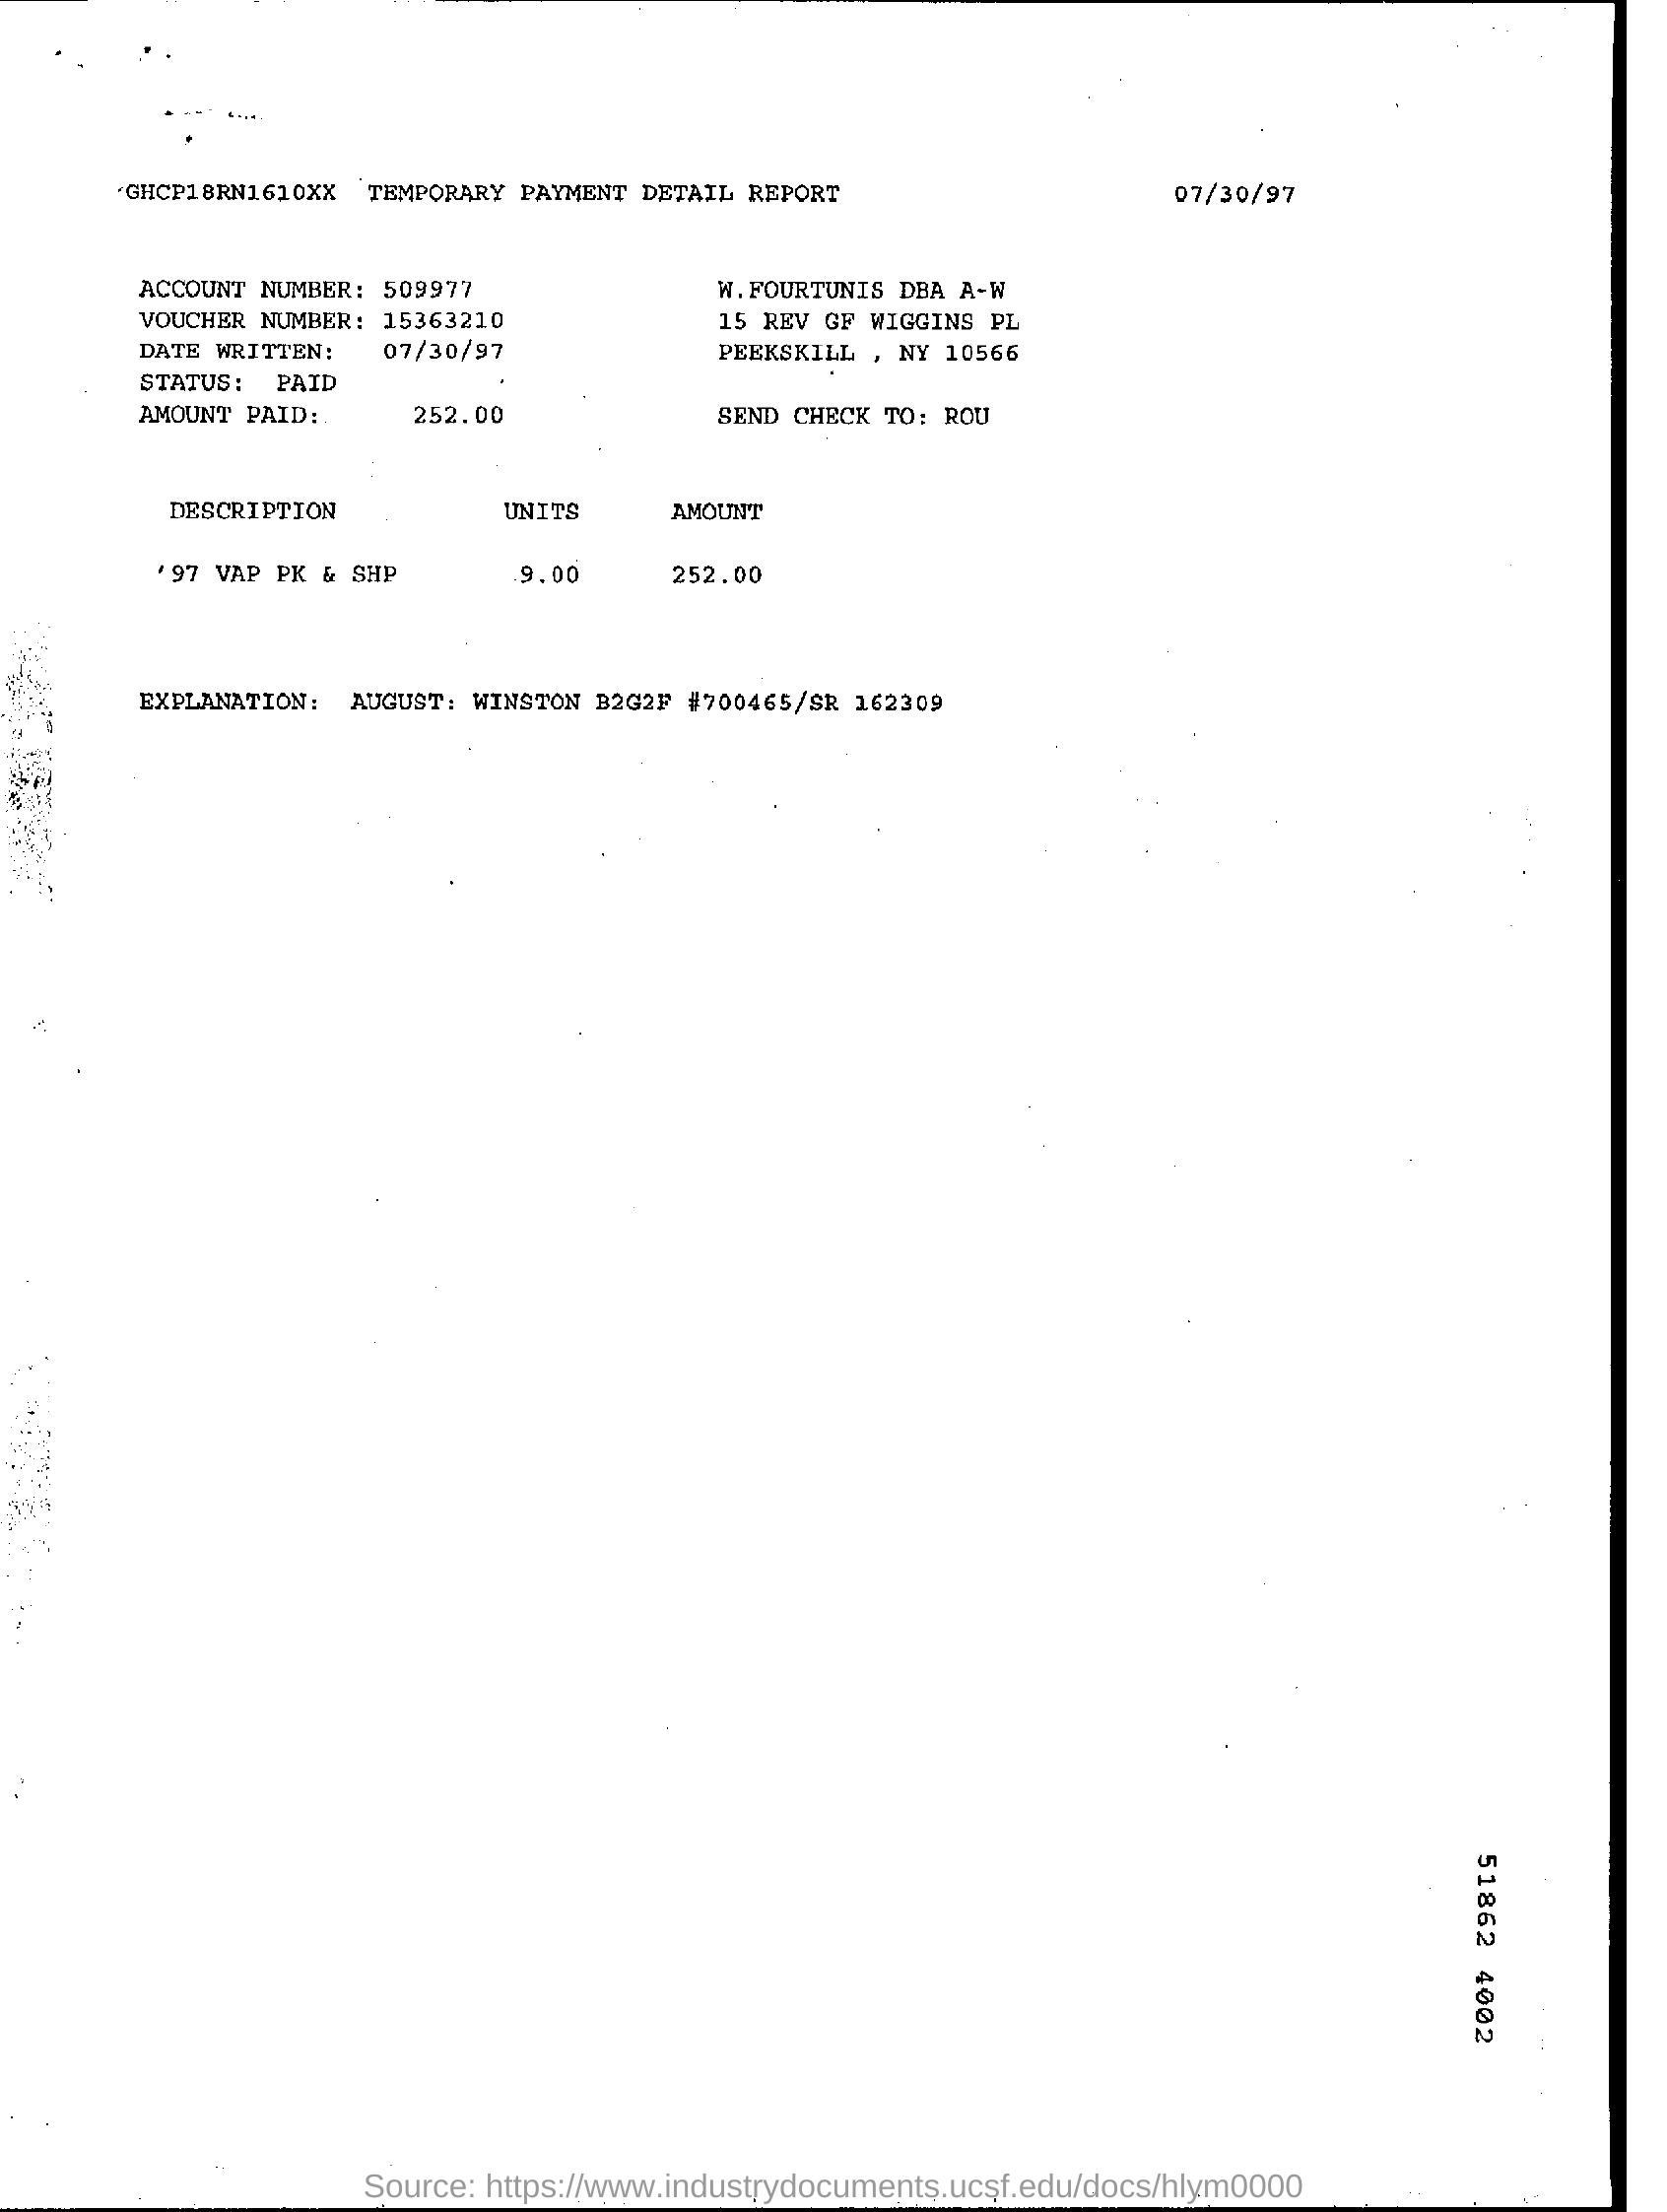 GHCP18RN1610XX TEMPORARY PAYMENT DETAIL REPORT 07/30/97
ACCOUNT NUMBER: 509977 W.FOURTUNIS DBA A-W
VOUCHER NUMBER: 15363210 15 REV GF WIGGINS PL
DATE WRITTEN: 07/30/97 PEEKSKILL , NY 10566
STATUS: PAID
AMOUNT PAID: 252.00 SEND CHECK TO: ROU
DESCRIPTION UNITS AMOUNT
'97 VAP PK & SHP 9.00 252.00
EXPLANATION: AUGUST: WINSTON B2G2F #700465/SR 162309
51862 4002
Source: https://www.industrydocuments.ucsf.edu/docs/hlym0000